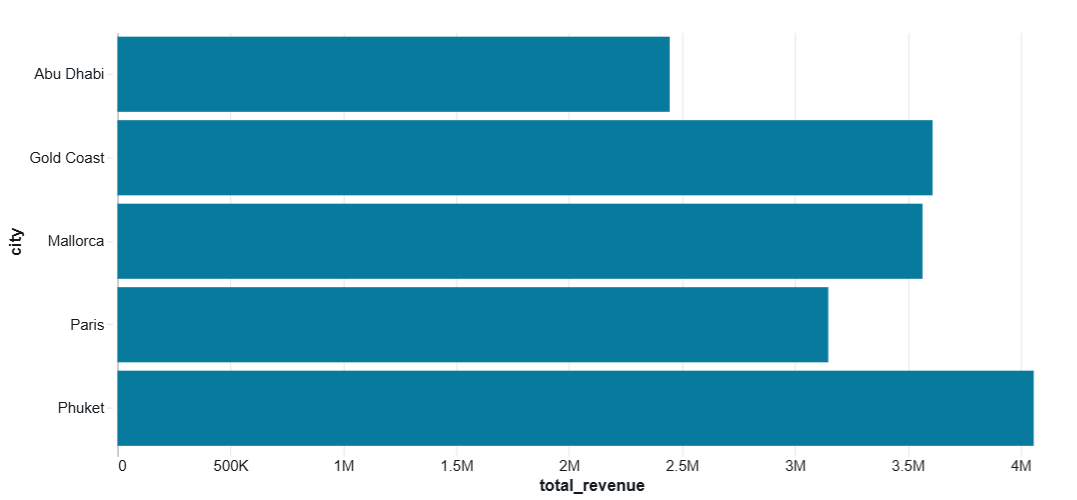 Abu Dhabi
Gold Coast
Mallorca
Paris
Phuket
city
0 500K 1M 1.5M 2M 2.5M 3M 3.5M 4M
total_revenue